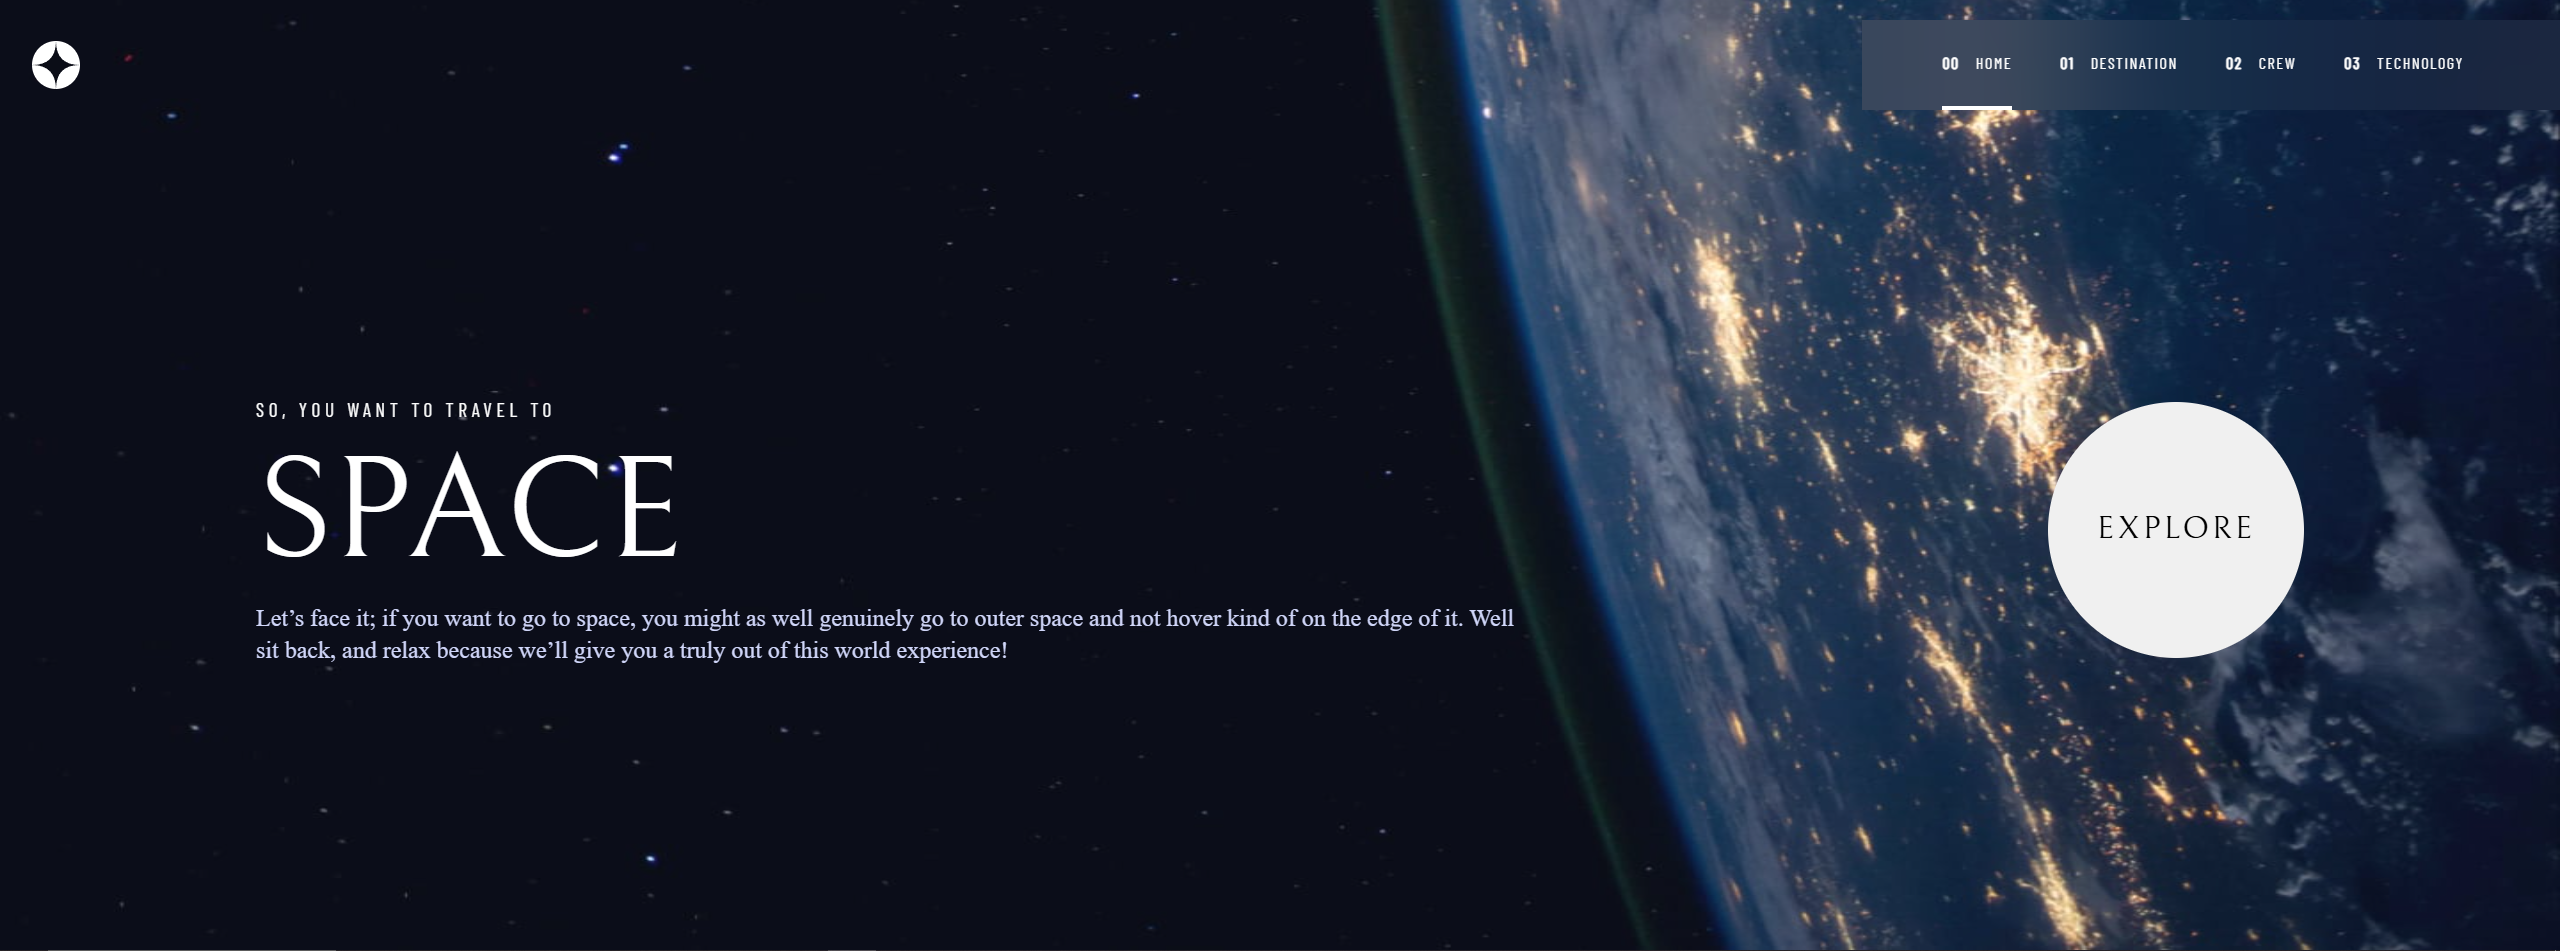 00 HOME 01 DESTINATION 02 CREW 03 TECHNOLOGY
SO, YOU WANT TO TRAVEL TO
SPACE
Let’s face it; if you want to go to space, you might as well genuinely go to outer space and not hover kind of on the edge of it. Well
sit back, and relax because we’ll give you a truly out of this world experience!
EXPLORE